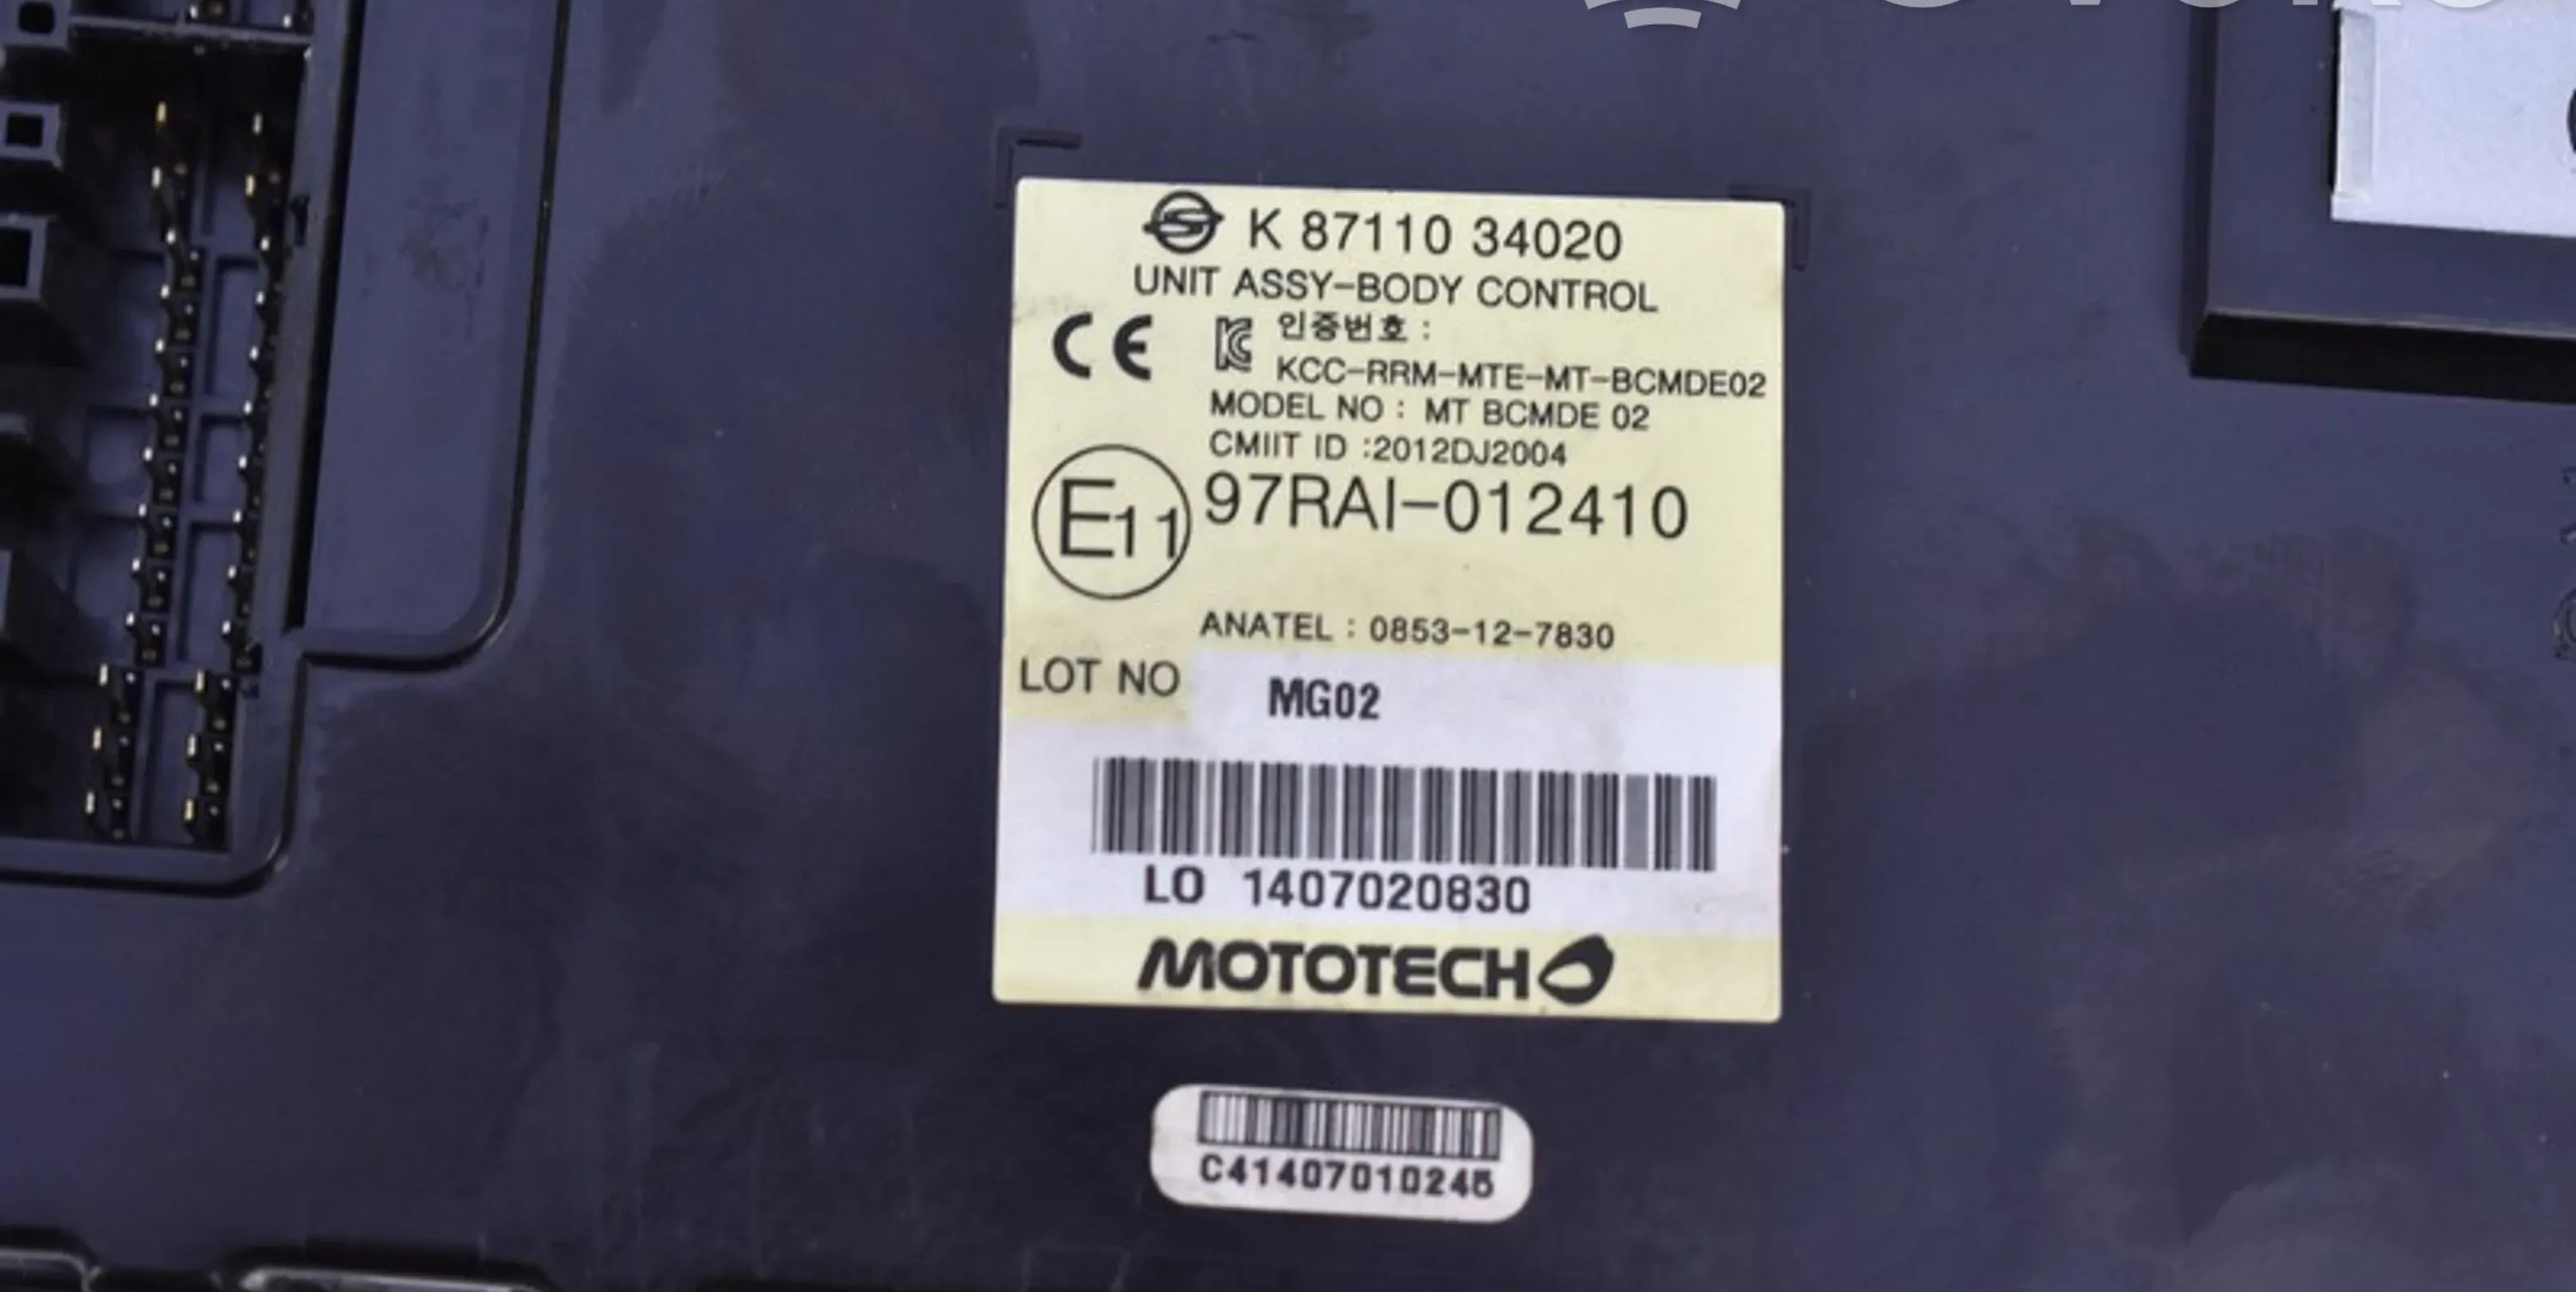 K 87110 34020
UNIT ASSY-BODY CONTROL
CE 인증번호 :
KCC-RRM-MTE-MT-BCMDE02
MODEL NO : MT BCMDE 02
CMIIT ID :2012DJ2004
E11 97RAI-012410
ANATEL : 0853-12-7830
LOT NO MG02
LO 1407020830
MOTOTECH
C41407010245